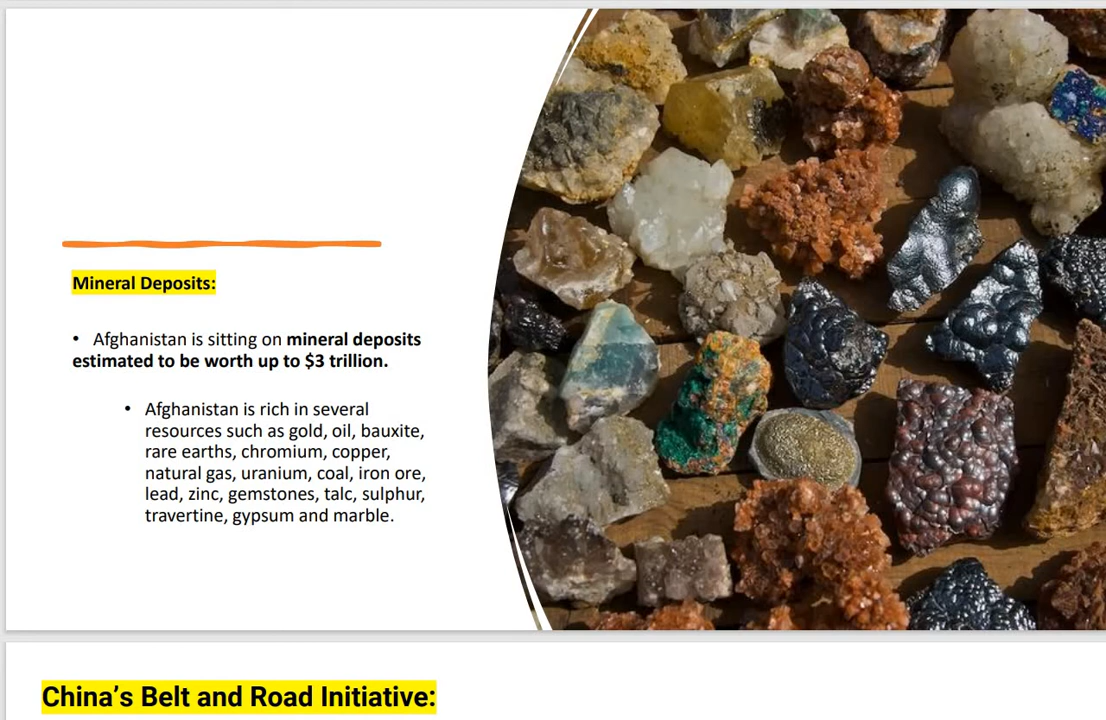 Mineral Deposits:
• Afghanistan is sitting on mineral deposits
estimated to be worth up to $3 trillion.
• Afghanistan is rich in several
resources such as gold, oil, bauxite,
rare earths, chromium, copper,
natural gas, uranium, coal, iron ore,
lead, zinc, gemstones, talc, sulphur,
travertine, gypsum and marble.
China’s Belt and Road Initiative: